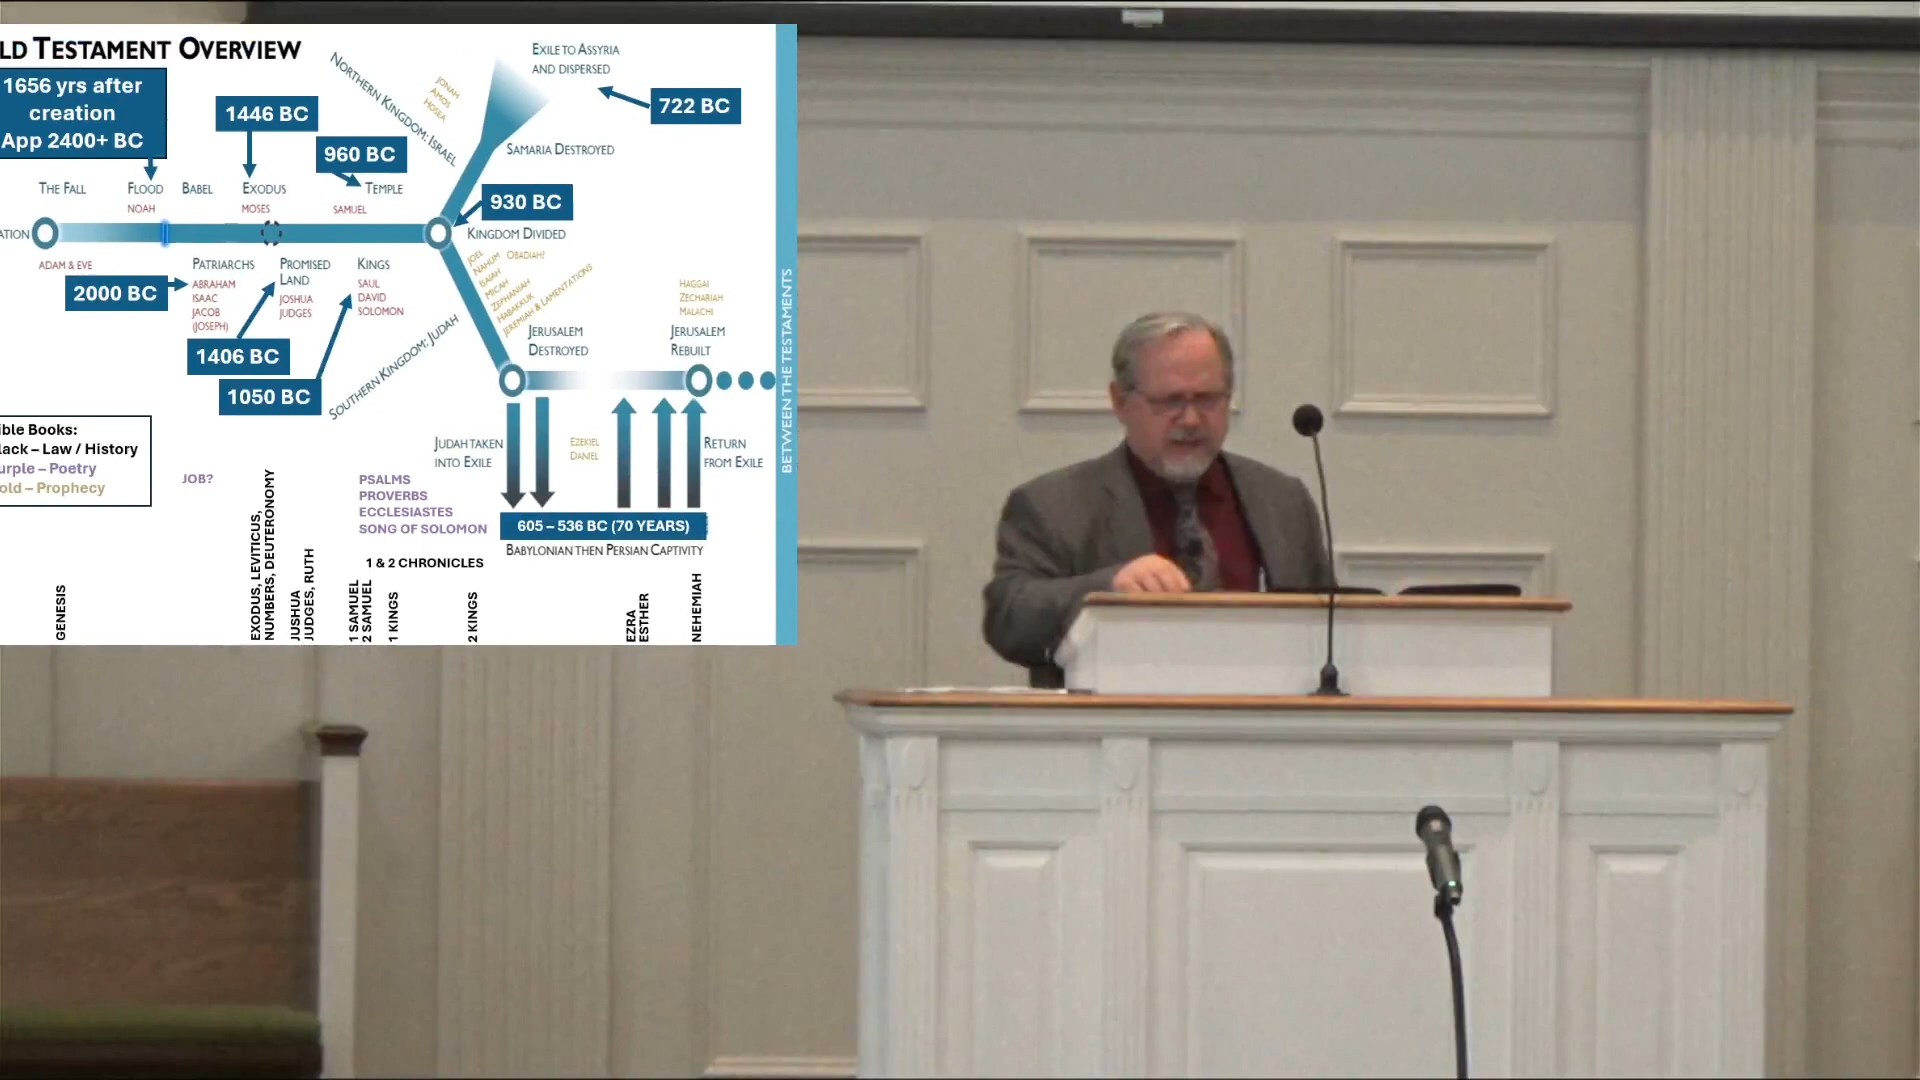 LD TESTAMENT OVERVIEW
1656 yrs after
creation
App 2400+ BC
1446 BC
960 BC
NORTHERN KINGDOM: ISRAEL
JONAH
AMOS
HOSEA
EXILE TO ASSYRIA
AND DISPERSED
722 BC
SAMARIA DESTROYED
THE FALL
FLOOD
BABEL
EXODUS
TEMPLE
NOAH
MOSES
SAMUEL
930 BC
ATION
KINGDOM DIVIDED
ADAM & EVE
2000 BC
PATRIARCHS
ABRAHAM
ISAAC
JACOB
(JOSEPH)
PROMISED
LAND
JOSHUA
JUDGES
KINGS
SAUL
DAVID
SOLOMON
1406 BC
1050 BC
SOUTHERN KINGDOM: JUDAH
JOEL
OBADIAH?
NAHUM
ISAIAH
MICAH
ZEPHANIAH
HABAKKUK
JEREMIAH & LAMENTATIONS
JERUSALEM
DESTROYED
HAGGAI
ZECHARIAH
MALACHI
JERUSALEM
REBUILT
BETWEEN THE TESTAMENTS
ible Books:
lack – Law / History
urple – Poetry
old – Prophecy
JUDAH TAKEN
INTO EXILE
EZEKIEL
DANIEL
RETURN
FROM EXILE
JOB?
PSALMS
PROVERBS
ECCLESIASTES
SONG OF SOLOMON
605 – 536 BC (70 YEARS)
BABYLONIAN THEN PERSIAN CAPTIVITY
1 & 2 CHRONICLES
GENESIS
EXODUS, LEVITICUS,
NUMBERS, DEUTERONOMY
JUSHUA
JUDGES, RUTH
1 SAMUEL
2 SAMUEL
1 KINGS
2 KINGS
EZRA
ESTHER
NEHEMIAH